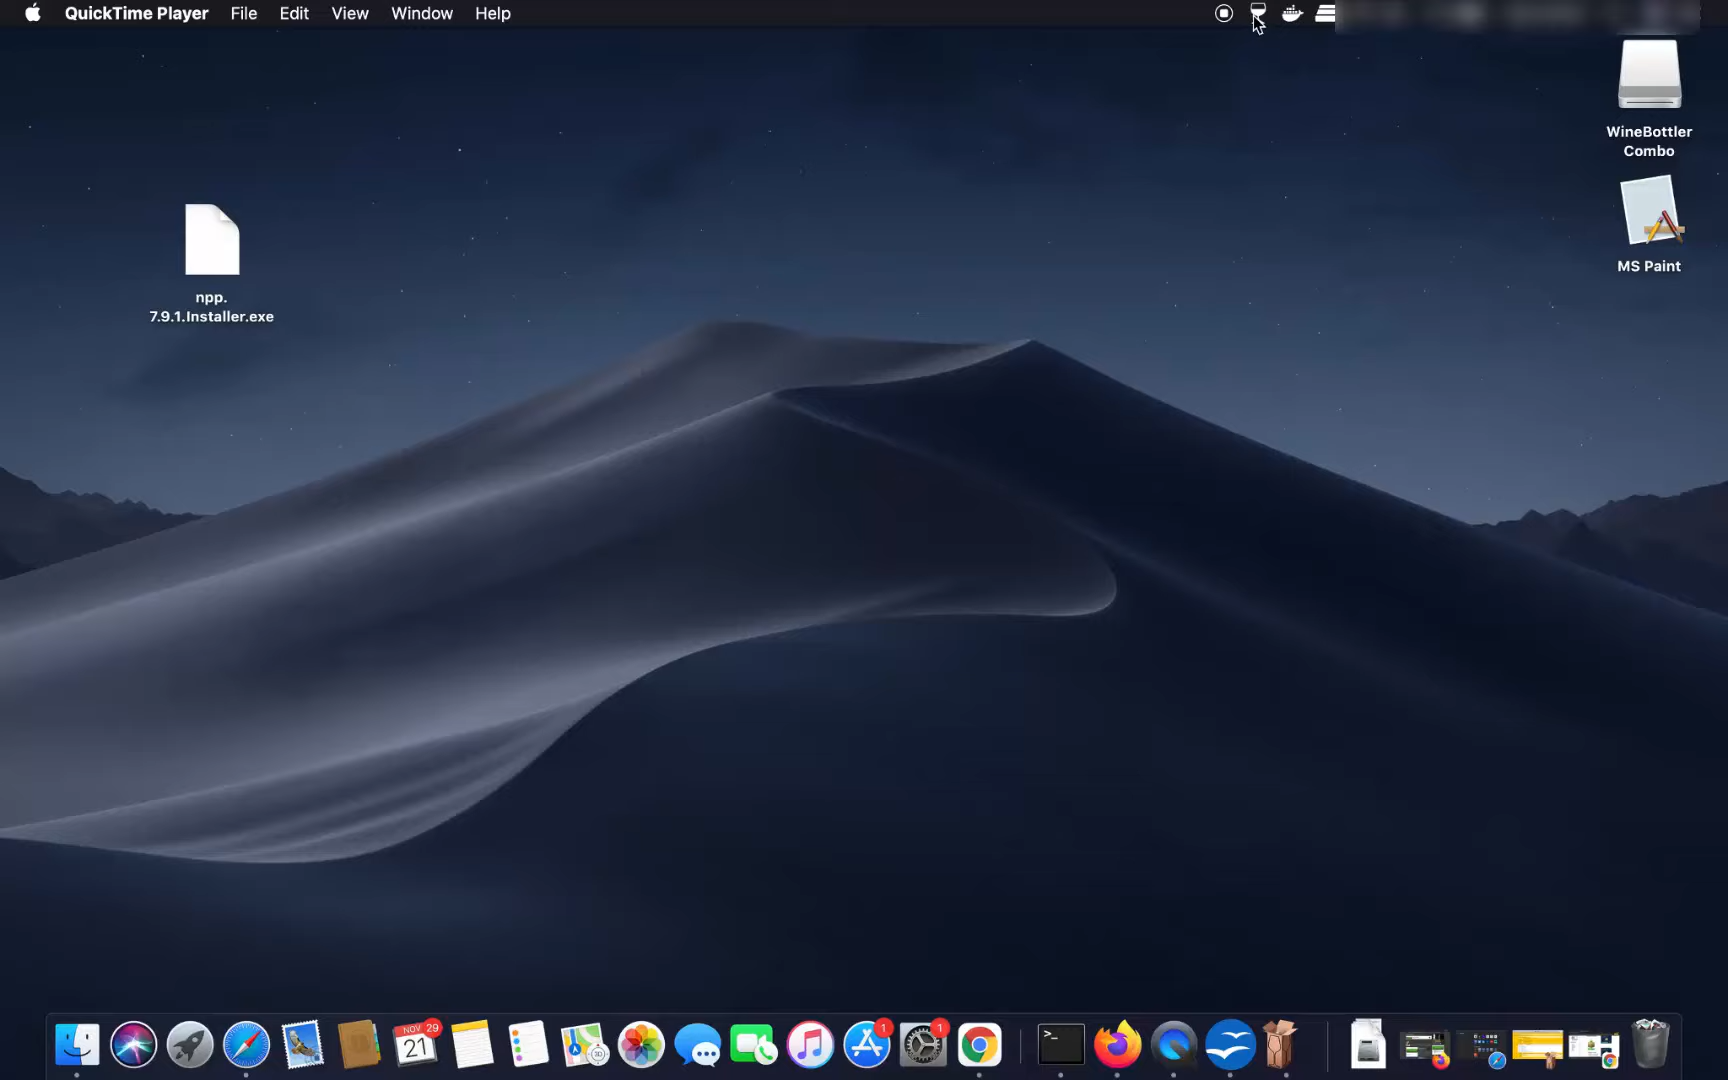 QuickTime Player File Edit View Window Help
WineBottler
Combo
MS Paint
npp.
7.9.1.Installer.exe
NOV 29
21
3D
1
1
>_